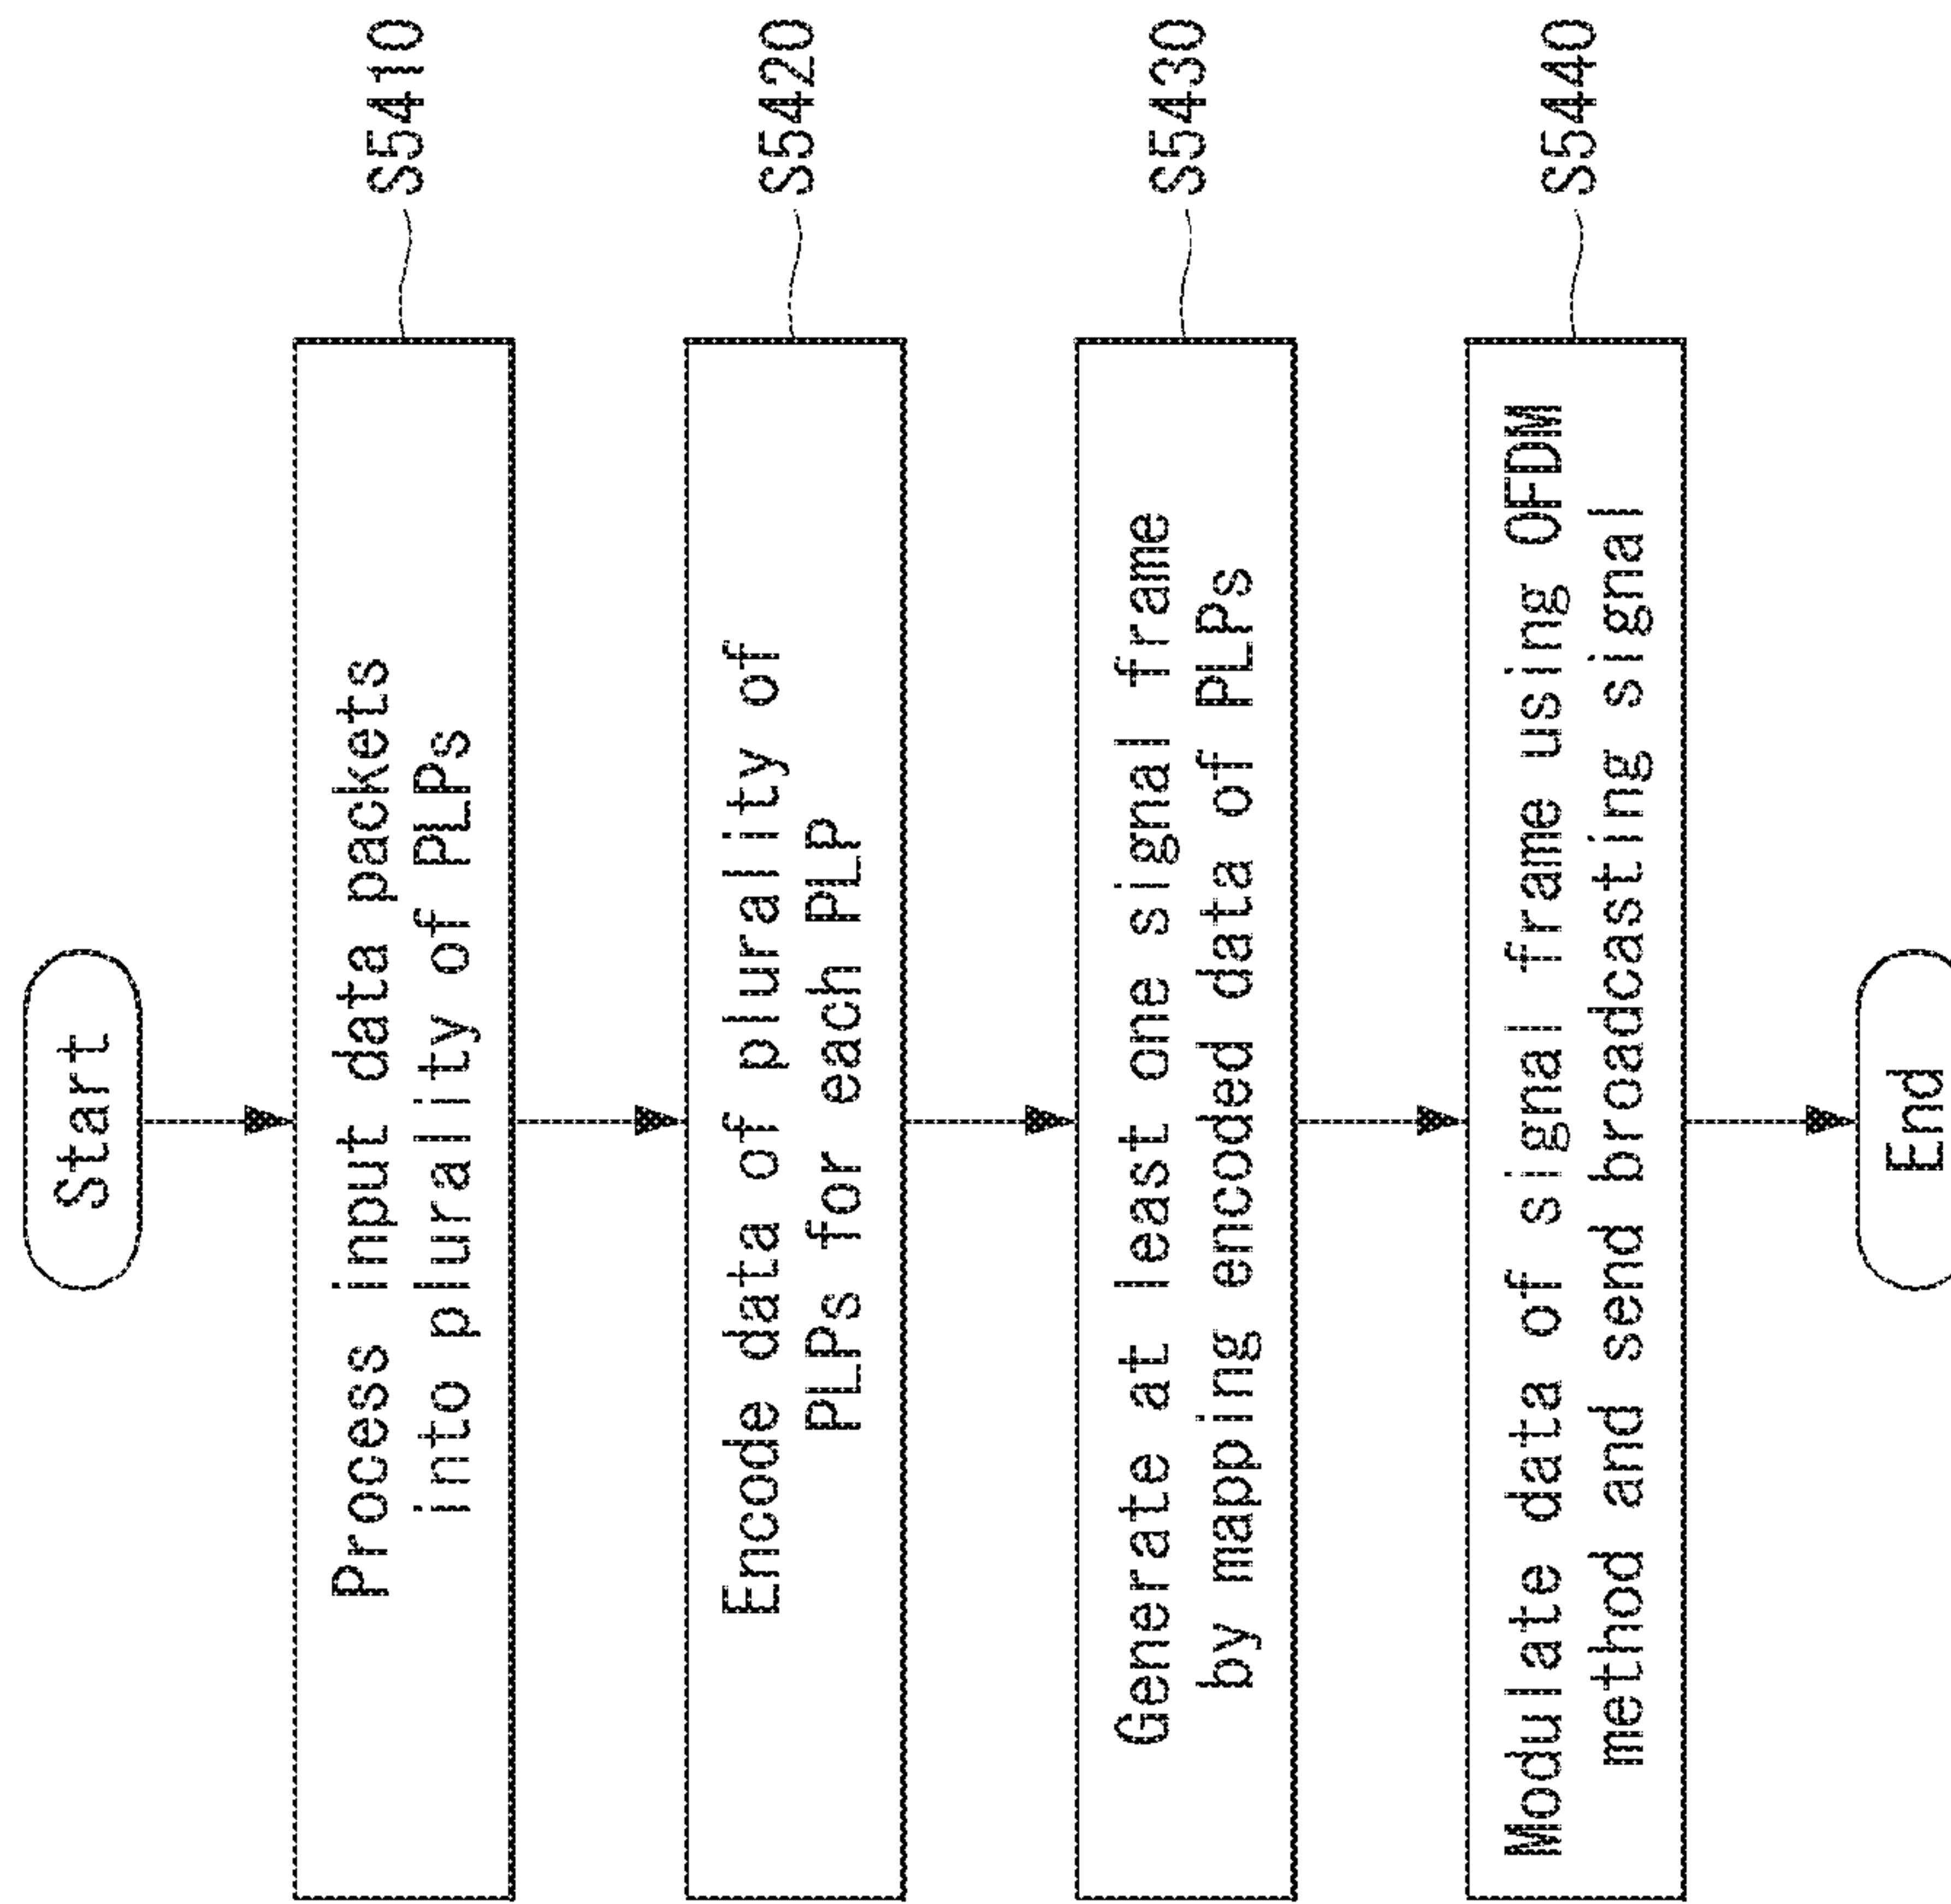 Start
Process input data packets
into plurality of PLPs
S5410
Encode data of plurality of
PLPs for each PLP
S5420
Generate at least one signal frame
by mapping encoded data of PLPs
S5430
Modulate data of signal frame using OFDM
method and send broadcasting signal
S5440
End